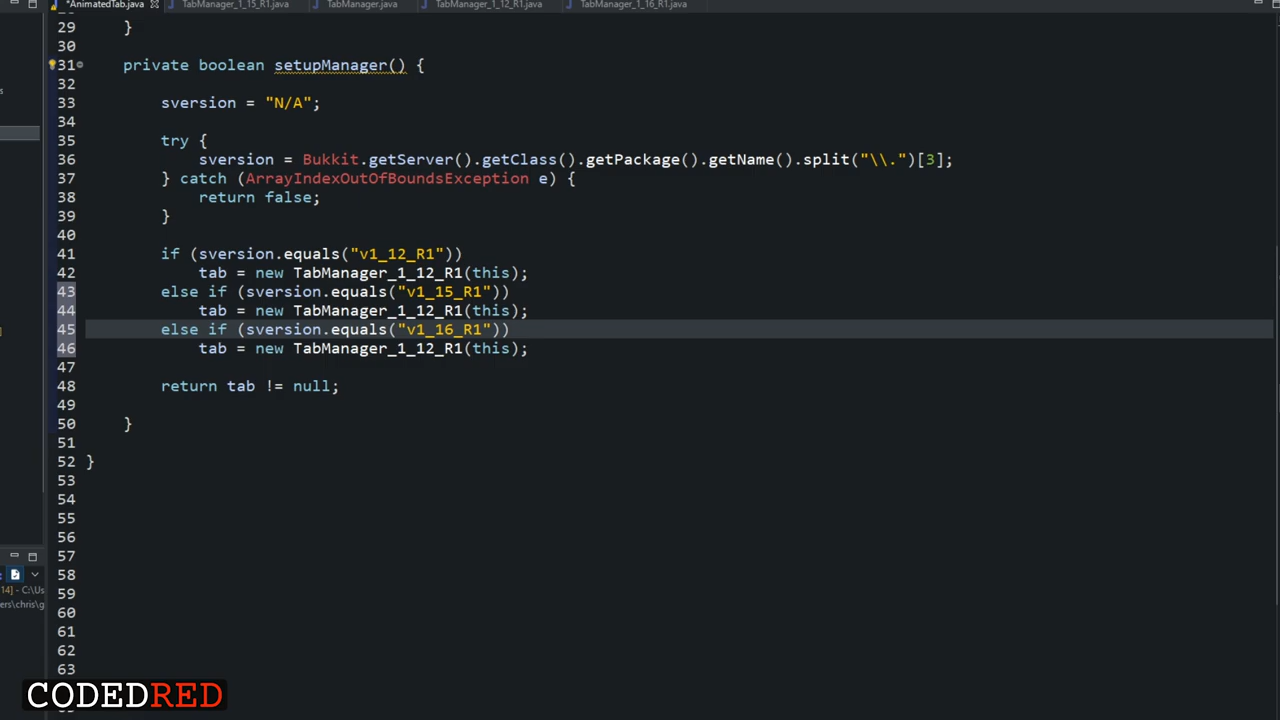 *AnimatedTab.java TabManager_1_15_R1.java TabManager.java TabManager_1_12_R1.java TabManager_1_16_R1.java
29 }
30
31 private boolean setupManager() {
32
33 sversion = "N/A";
34
35 try {
36 sversion = Bukkit.getServer().getClass().getPackage().getName().split("\\.")[3];
37 } catch (ArrayIndexOutOfBoundsException e) {
38 return false;
39 }
40
41 if (sversion.equals("v1_12_R1"))
42 tab = new TabManager_1_12_R1(this);
43 else if (sversion.equals("v1_15_R1"))
44 tab = new TabManager_1_12_R1(this);
45 else if (sversion.equals("v1_16_R1"))
46 tab = new TabManager_1_12_R1(this);
47
48 return tab != null;
49
50 }
51
52 }
53
54
55
56
57
58
14] - C:\Us
59
ers\chris\g
60
61
62
63
CODEDRED